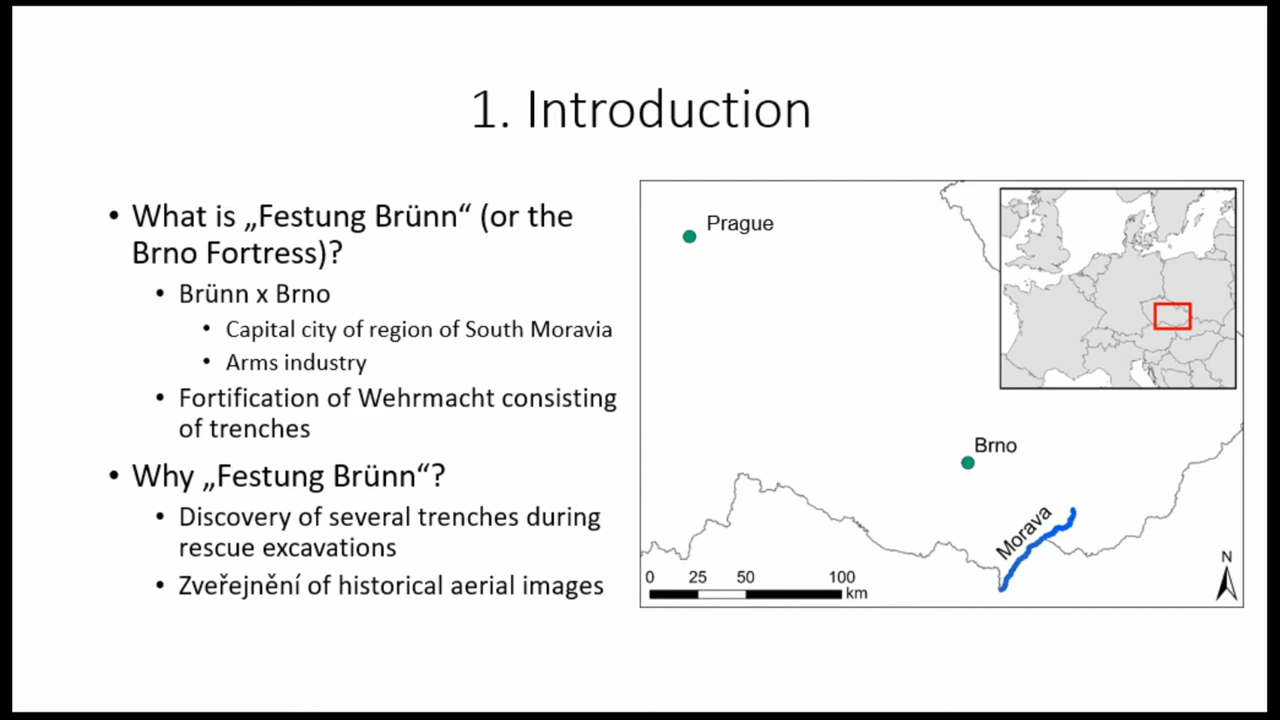 1. Introduction
• What is „Festung Brünn“ (or the
Brno Fortress)?
• Brünn x Brno
• Capital city of region of South Moravia
• Arms industry
• Fortification of Wehrmacht consisting
of trenches
• Why „Festung Brünn“?
• Discovery of several trenches during
rescue excavations
• Zveřejnění of historical aerial images
Prague
Brno
Morava
0 25 50 100
km
N